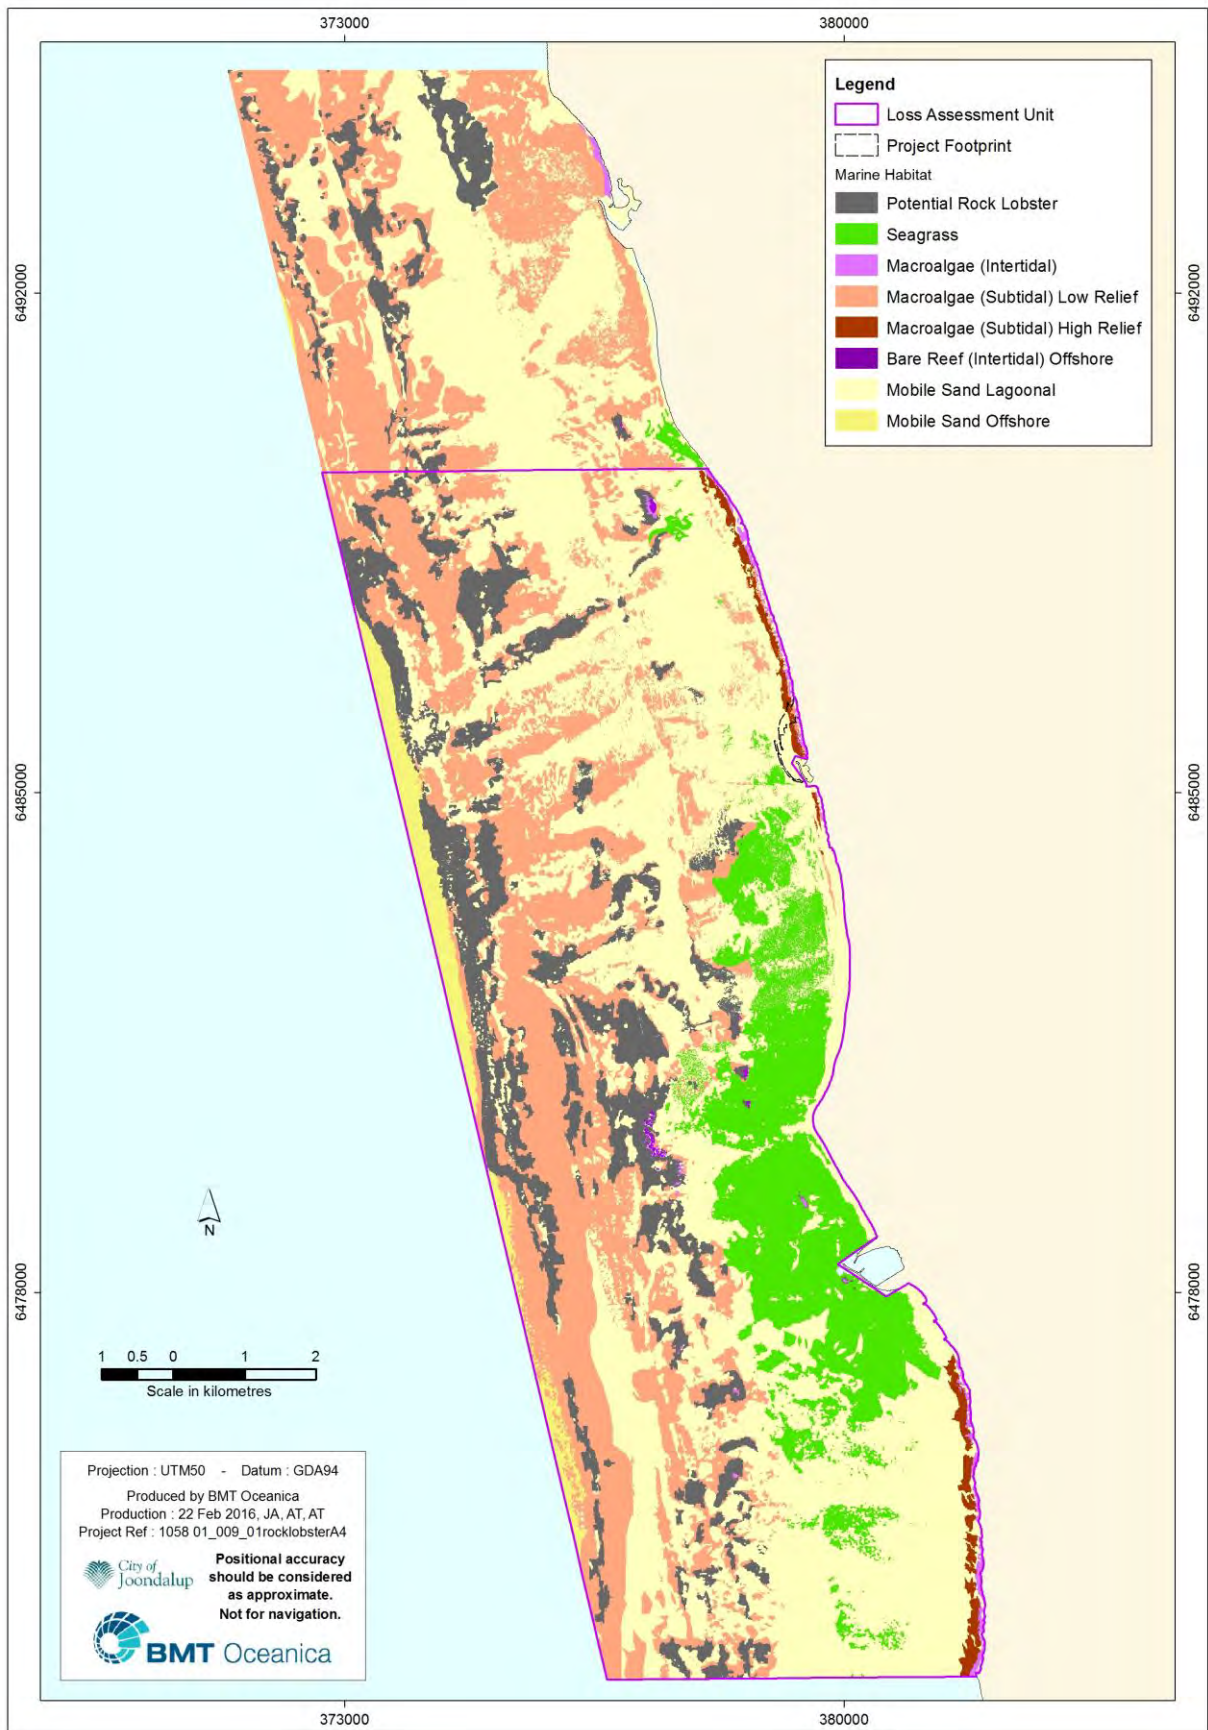 373000
380000
Legend
Loss Assessment Unit
Project Footprint
Marine Habitat
Potential Rock Lobster
Seagrass
Macroalgae (Intertidal)
Macroalgae (Subtidal) Low Relief
Macroalgae (Subtidal) High Relief
Bare Reef (Intertidal) Offshore
Mobile Sand Lagoonal
Mobile Sand Offshore
6492000
6492000
6485000
6485000
N
6478000
6478000
1 0.5 0 1 2
Scale in kilometres
Projection : UTM50 - Datum : GDA94
Produced by BMT Oceanica
Production : 22 Feb 2016, JA, AT, AT
Project Ref : 1058 01_009_01rocklobsterA4
City of
Joondalup
Positional accuracy
should be considered
as approximate.
Not for navigation.
BMT Oceanica
373000
380000